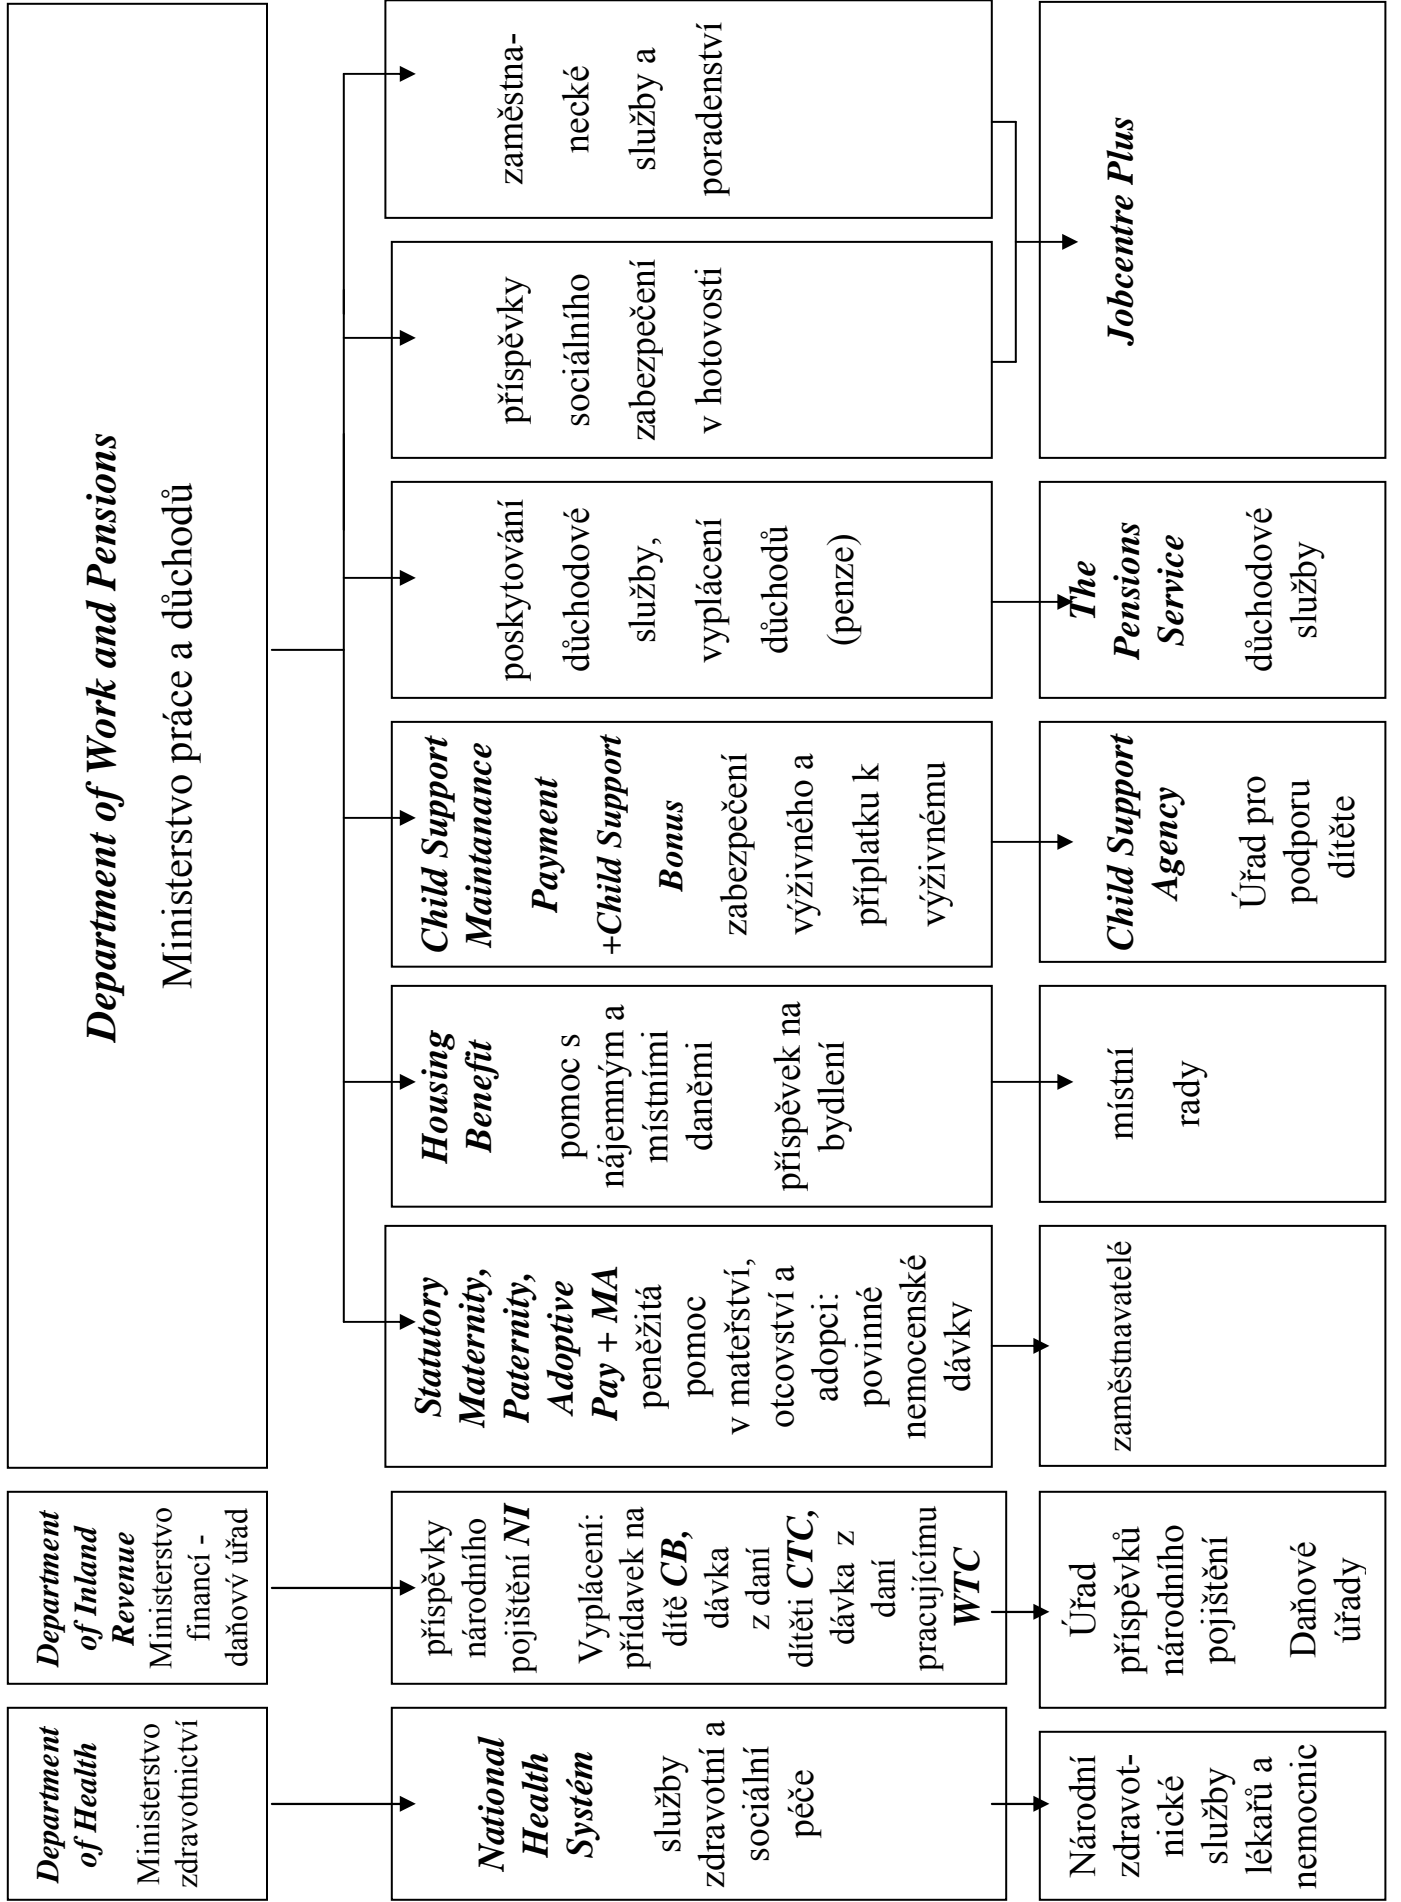 Department
of Health
Ministerstvo
zdravotnictví
Department
of Inland
Revenue
Ministerstvo
financí -
daňový úřad
Department of Work and Pensions
Ministerstvo práce a důchodů
National
Health
Systém
služby
zdravotní a
sociální
péče
příspěvky
národního
pojištění NI
Vyplácení:
přídavek na
dítě CB,
dávka
z daní
dítěti CTC,
dávka z
daní
pracujícímu
WTC
Statutory
Maternity,
Paternity,
Adoptive
Pay + MA
peněžitá
pomoc
v mateřství,
otcovství a
adopci:
povinné
nemocenské
dávky
Housing
Benefit
pomoc s
nájemným a
místními
daněmi
příspěvek na
bydlení
Child Support
Maintanance
Payment
+Child Support
Bonus
zabezpečení
výživného a
příplatku k
výživnému
poskytování
důchodové
služby,
vyplácení
důchodů
(penze)
příspěvky
sociálního
zabezpečení
v hotovosti
zaměstna-
necké
služby a
poradenství
Národní
zdravot-
nické
služby
lékařů a
nemocnic
Úřad
příspěvků
národního
pojištění
Daňové
úřady
zaměstnavatelé
místní
rady
Child Support
Agency
Úřad pro
podporu
dítěte
The
Pensions
Service
důchodové
služby
Jobcentre Plus